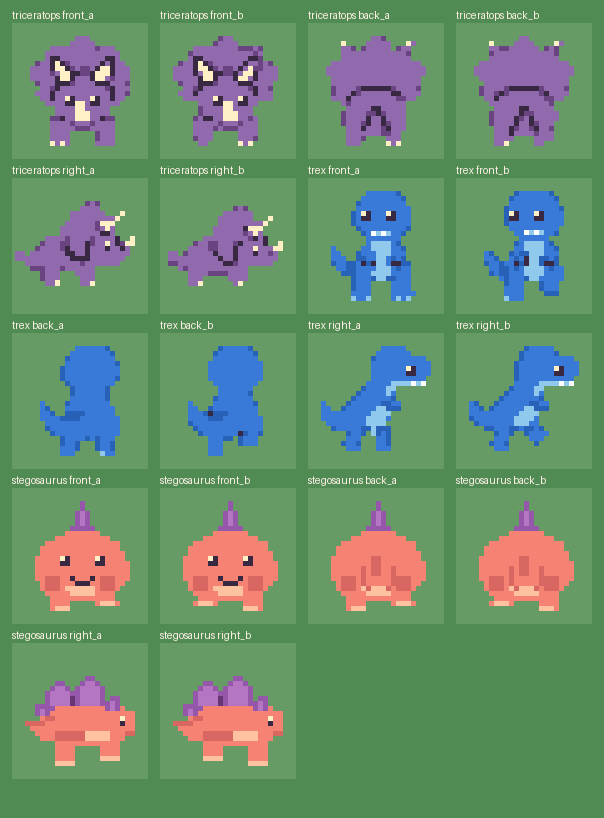 triceratops front_a
triceratops front_b
triceratops back_a
triceratops back_b
triceratops right_a
triceratops right_b
trex front_a
trex front_b
trex back_a
trex back_b
trex right_a
trex right_b
stegosaurus front_a
stegosaurus front_b
stegosaurus back_a
stegosaurus back_b
stegosaurus right_a
stegosaurus right_b